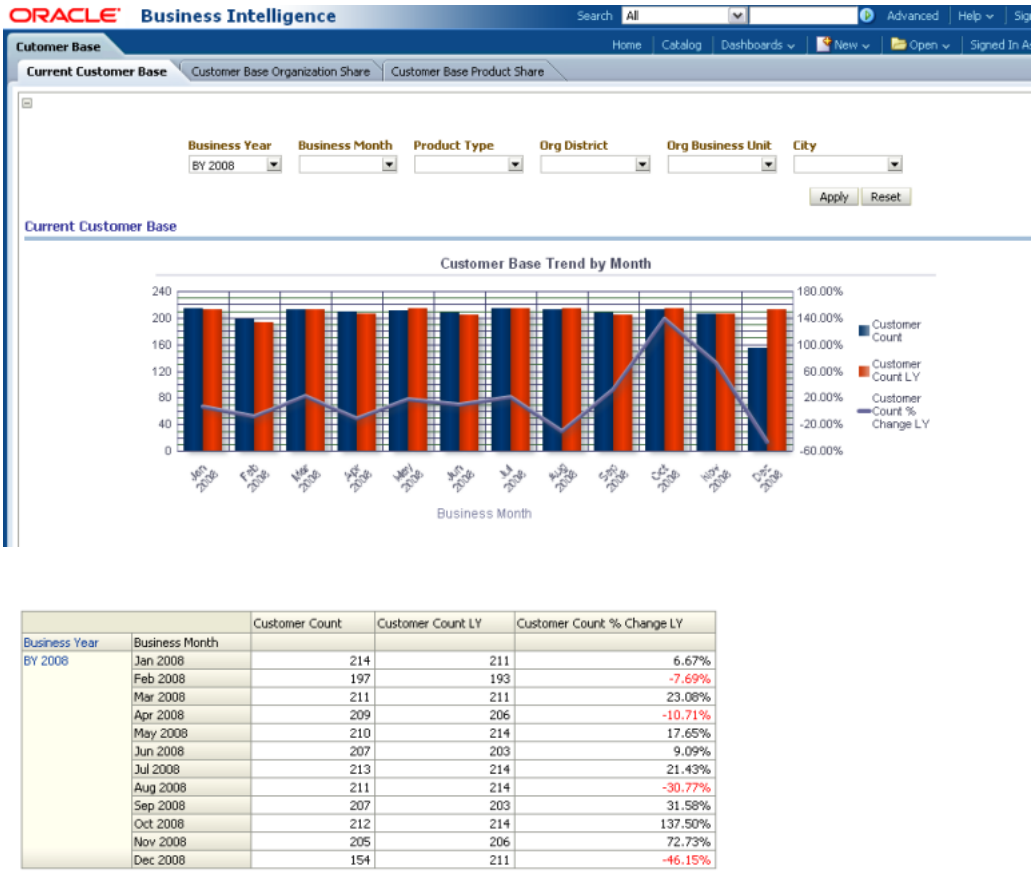 ORACLE Business Intelligence Search All Advanced Help
Cutomer Base Home Catalog Dashboards New Open Signed In
Current Customer Base Customer Base Organization Share Customer Base Product Share
Business Year Business Month Product Type Org District Org Business Unit City
BY 2008
Apply Reset
Current Customer Base
Customer Base Trend by Month
240 180.00%
200 140.00%
160 100.00%
120 60.00%
80 20.00%
40 -20.00%
0 -60.00%
Customer
Count
Customer
Count LY
Customer
Count %
Change LY
Jan 2008 Feb 2008 Mar 2008 Apr 2008 May 2008 Jun 2008 Jul 2008 Aug 2008 Sep 2008 Oct 2008 Nov 2008 Dec 2008
Business Month
Customer Count Customer Count LY Customer Count % Change LY
Business Year Business Month
BY 2008 Jan 2008 214 211 6.67%
Feb 2008 197 193 -7.69%
Mar 2008 211 211 23.08%
Apr 2008 209 206 -10.71%
May 2008 210 214 17.65%
Jun 2008 207 203 9.09%
Jul 2008 213 214 21.43%
Aug 2008 211 214 -30.77%
Sep 2008 207 203 31.58%
Oct 2008 212 214 137.50%
Nov 2008 205 206 72.73%
Dec 2008 154 211 -46.15%